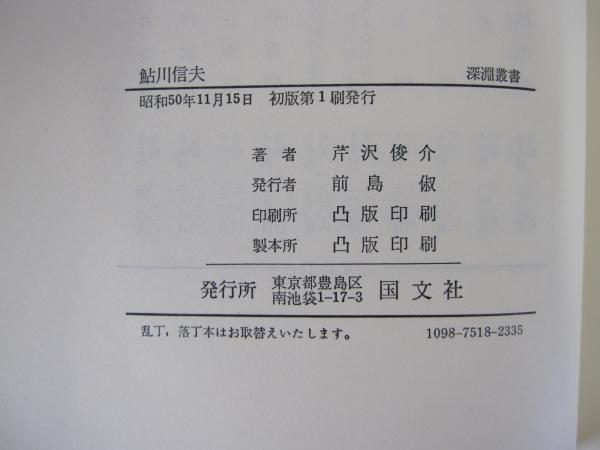 鮎川信夫 深淵叢書
昭和50年11月15日 初版第1刷発行
著者 芹沢俊介
発行者 前島俶
印刷所 凸版印刷
製本所 凸版印刷
発行所 東京都豊島区南池袋1-17-3 国文社
乱丁，落丁本はお取替えいたします。 1098-7518-2335